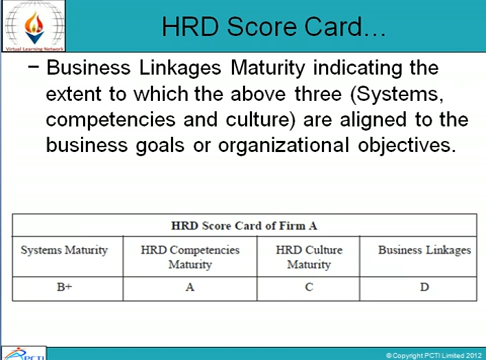 HRD Score Card...
Virtual Learning Network
− Business Linkages Maturity indicating the
extent to which the above three (Systems,
competencies and culture) are aligned to the
business goals or organizational objectives.
HRD Score Card of Firm A
Systems Maturity HRD Competencies Maturity HRD Culture Maturity Business Linkages
B+ A C D
PCTI
©Copyright PCTI Limited 2012